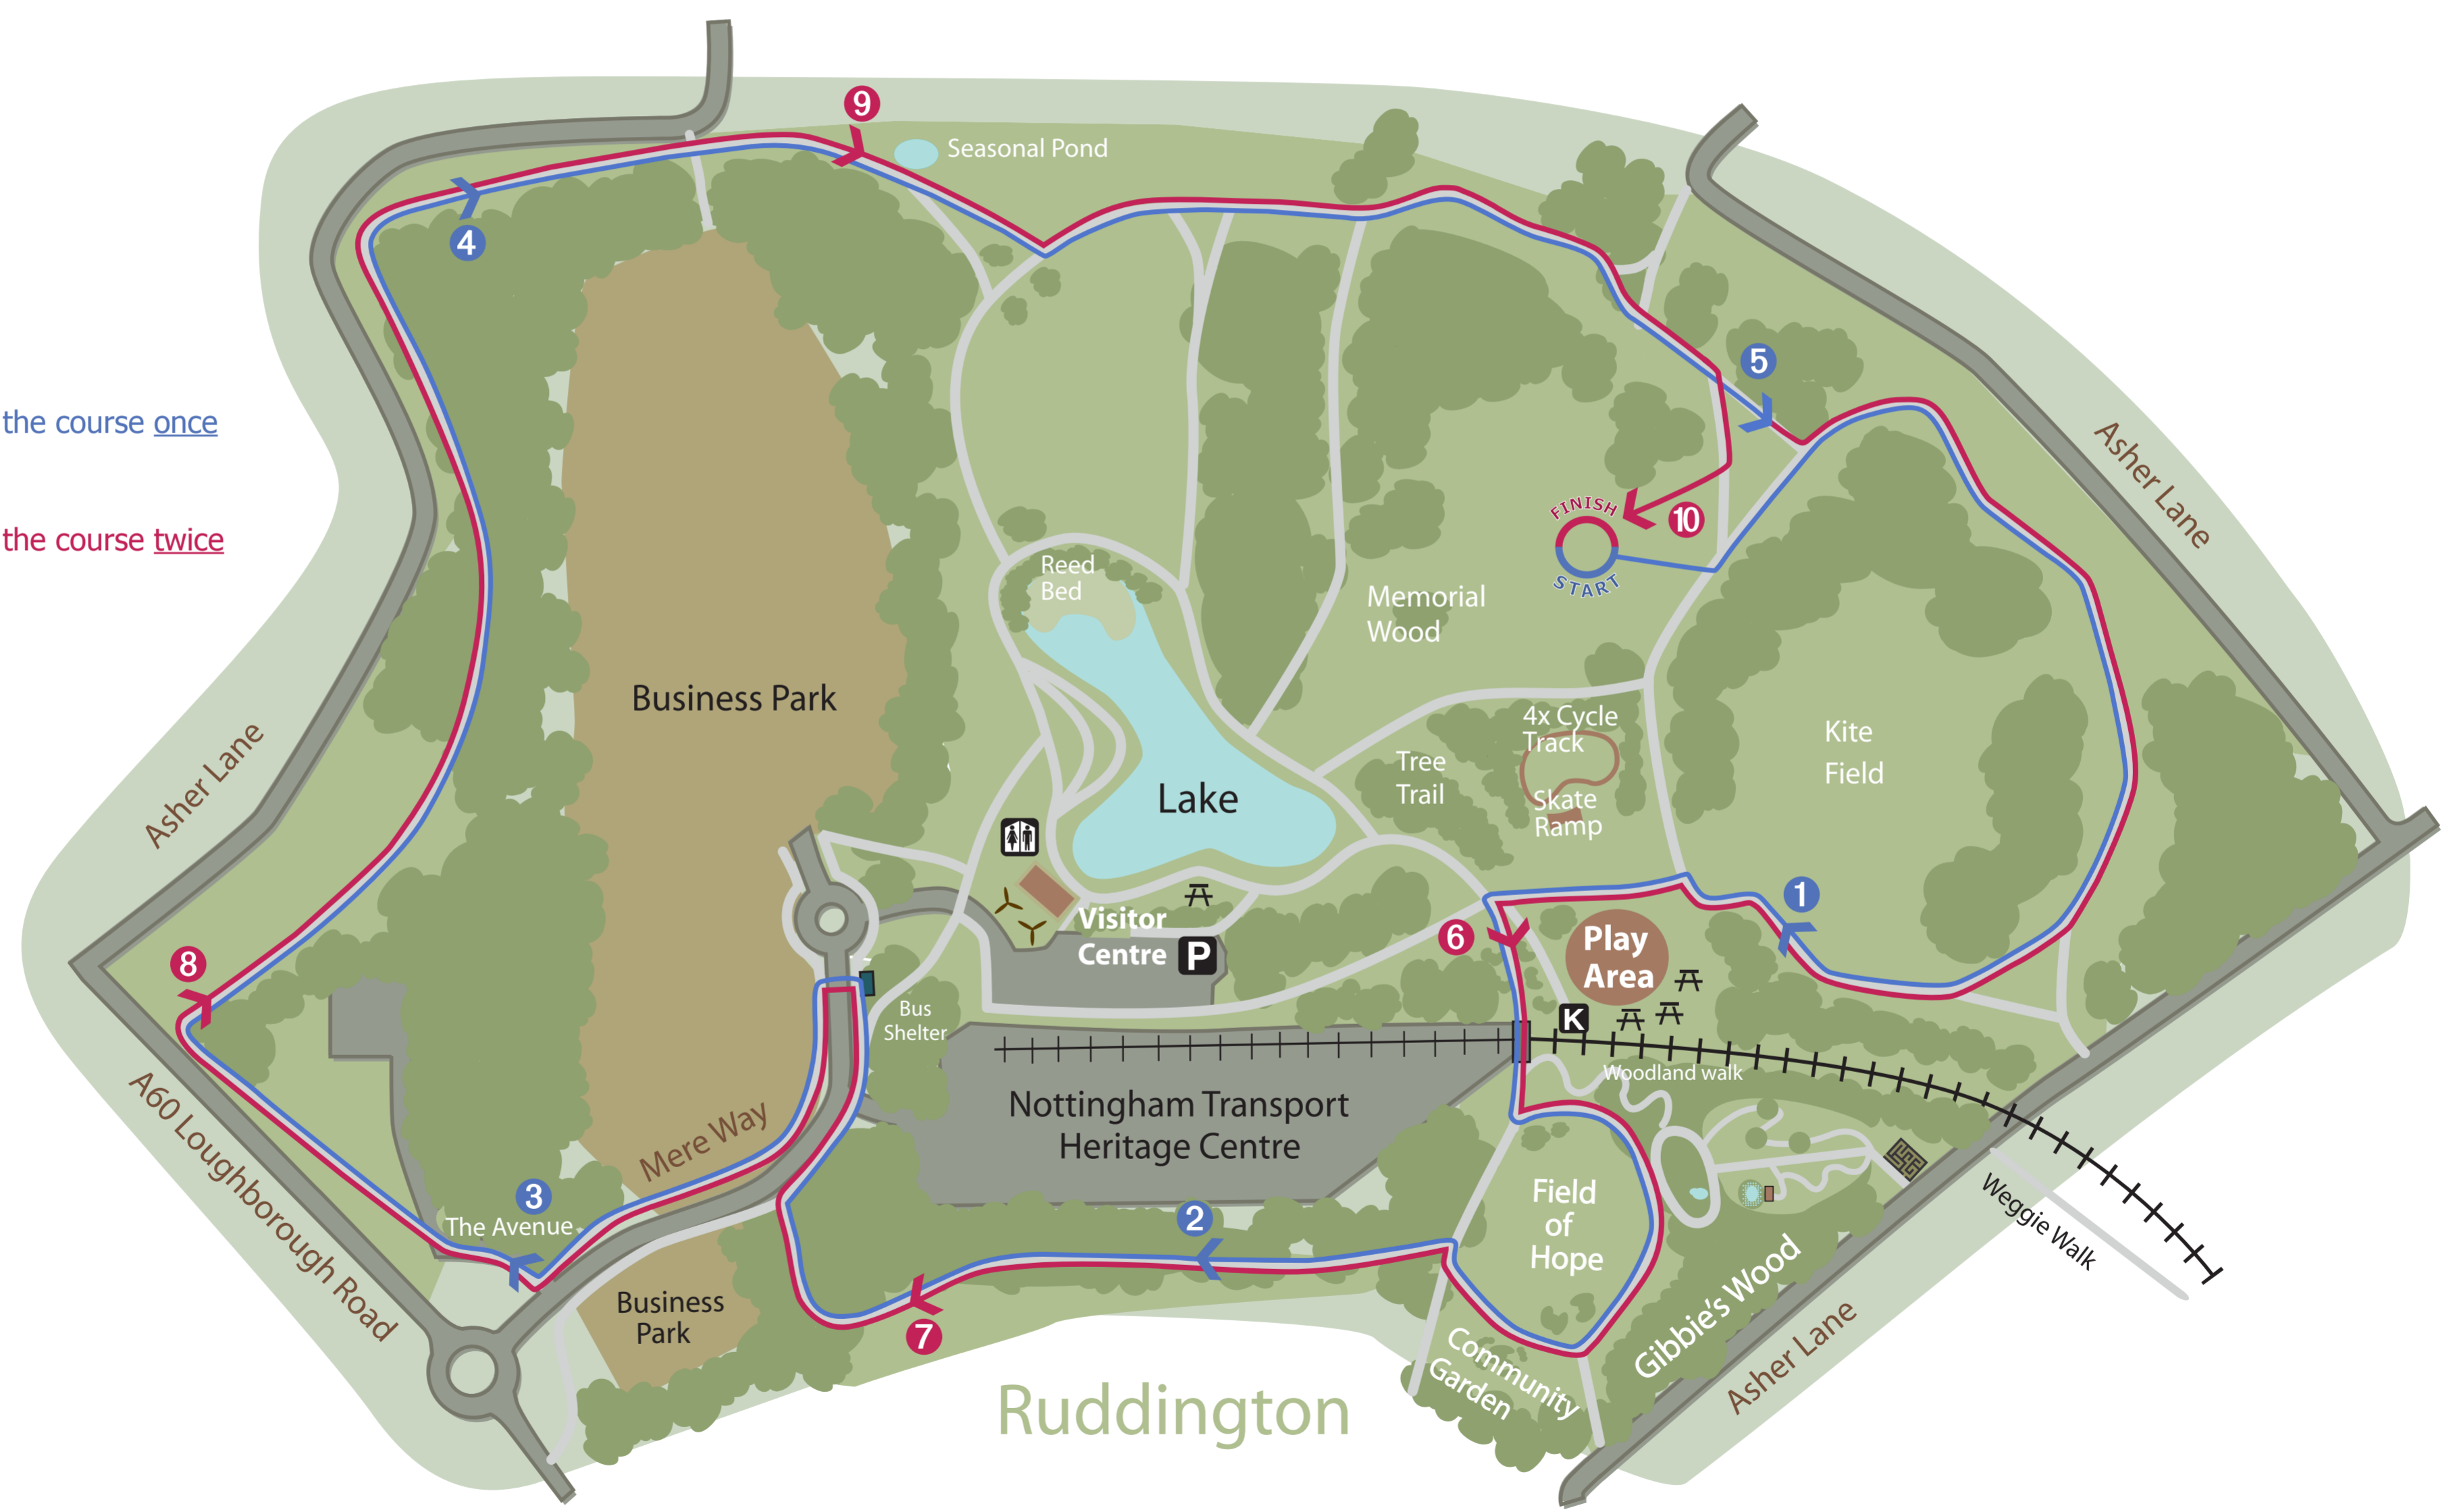 9
Seasonal Pond
4
5
the course once
Asher Lane
FINISH
10
START
the course twice
Reed
Bed
Memorial
Wood
Business Park
4x Cycle
Track
Kite
Field
Tree
Trail
Skate
Ramp
Lake
Asher Lane
1
Visitor
Centre
P
6
Play
Area
8
Bus
Shelter
K
Woodland walk
Nottingham Transport
Heritage Centre
A60 Loughborough Road
Mere Way
3
The Avenue
2
Field
of
Hope
Weggie Walk
Gibbie's Wood
Business
Park
7
Community
Garden
Asher Lane
Ruddington